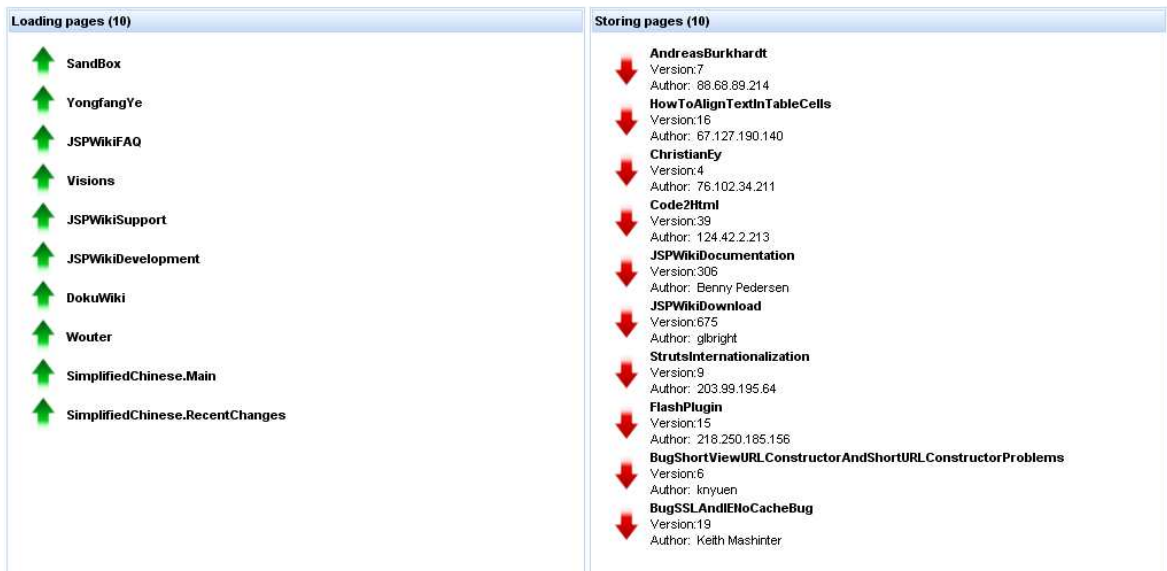 Loading pages (10)
SandBox
YongfangYe
JSPWikiFAQ
Visions
JSPWikiSupport
JSPWikiDevelopment
DokuWiki
Wouter
SimplifiedChinese.Main
SimplifiedChinese.RecentChanges
Storing pages (10)
AndreasBurkhardt
Version:7
Author: 88.68.89.214
HowToAlignTextInTableCells
Version:16
Author: 67.127.190.140
ChristianEy
Version:4
Author: 76.102.34.211
Code2Html
Version:39
Author: 124.42.2.213
JSPWikiDocumentation
Version:306
Author: Benny Pedersen
JSPWikiDownload
Version:675
Author: glbright
StrutsInternationalization
Version:9
Author: 203.99.195.64
FlashPlugin
Version:15
Author: 218.250.185.156
BugShortViewURLConstructorAndShortURLConstructorProblems
Version:6
Author: knyuen
BugSSLAndIENoCacheBug
Version:19
Author: Keith Mashinter